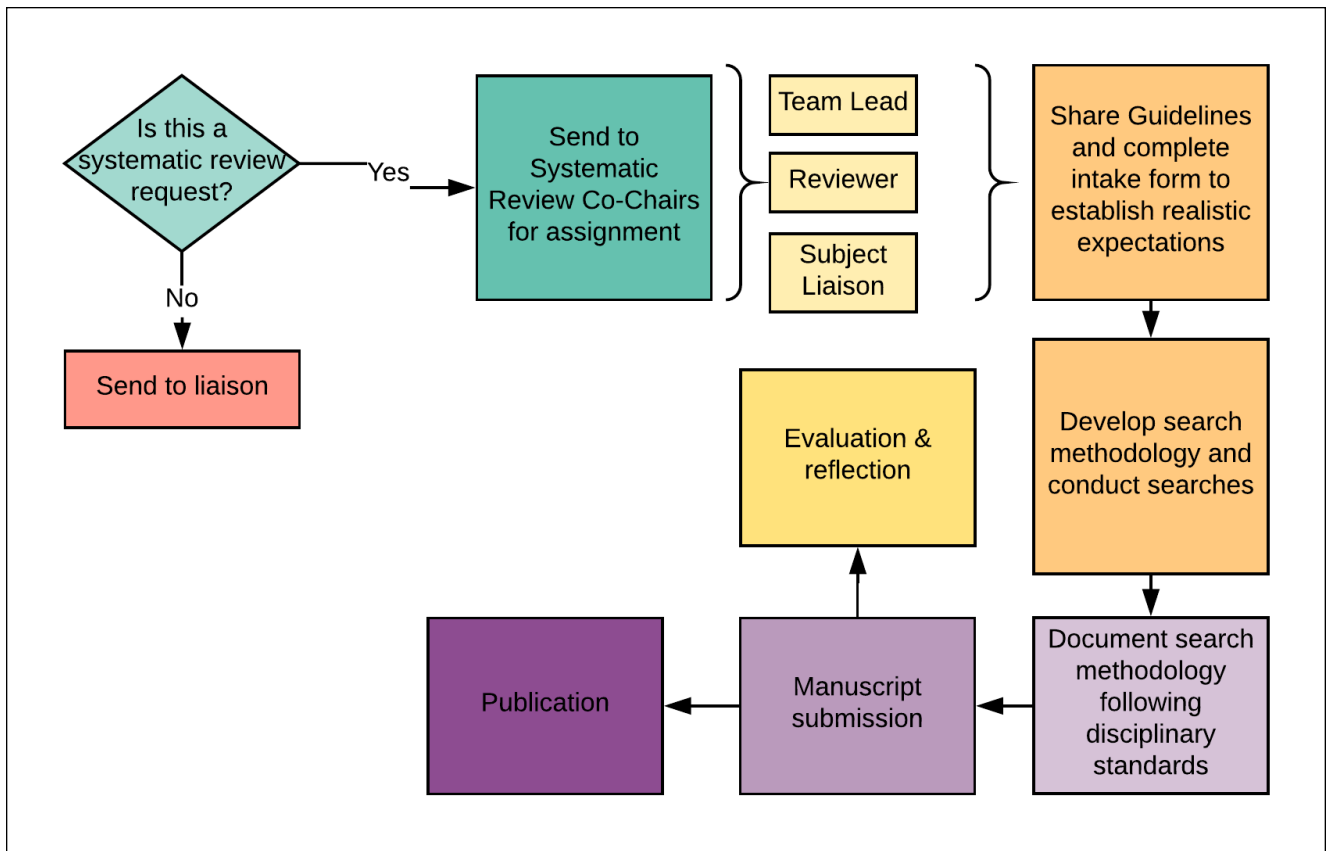 Is this a
systematic review
request?
Yes
No
Send to liaison
Send to
Systematic
Review Co-Chairs
for assignment
Team Lead
Reviewer
Subject
Liaison
Share Guidelines
and complete
intake form to
establish realistic
expectations
Develop search
methodology and
conduct searches
Document search
methodology
following
disciplinary
standards
Manuscript
submission
Evaluation &
reflection
Publication